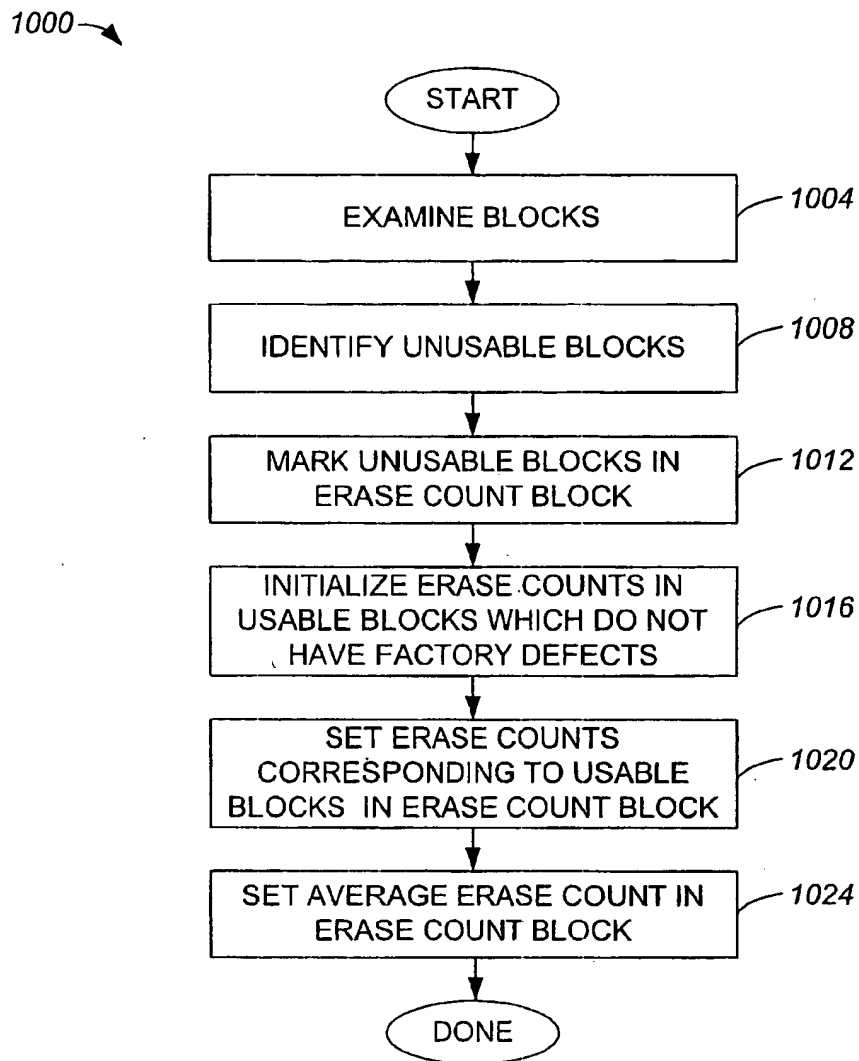 1000
START
EXAMINE BLOCKS
1004
IDENTIFY UNUSABLE BLOCKS
1008
MARK UNUSABLE BLOCKS IN
ERASE COUNT BLOCK
1012
INITIALIZE ERASE COUNTS IN
USABLE BLOCKS WHICH DO NOT
HAVE FACTORY DEFECTS
1016
SET ERASE COUNTS
CORRESPONDING TO USABLE
BLOCKS IN ERASE COUNT BLOCK
1020
SET AVERAGE ERASE COUNT IN
ERASE COUNT BLOCK
1024
DONE